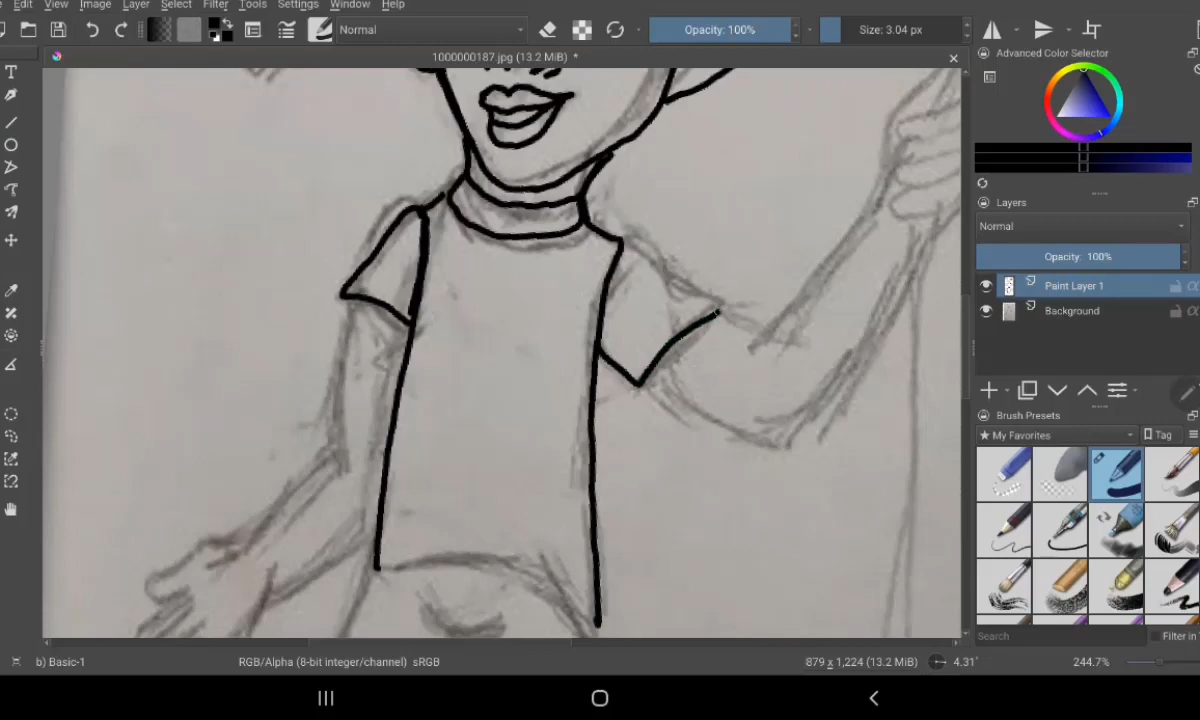 Edit View Image Layer Select Filter Tools Settings Window Help
Normal Opacity: 100% Size: 3.04 px
1000000187.jpg (13.2 MiB) *
Advanced Color Selector
Layers
Normal
Opacity: 100%
Paint Layer 1
Background
Brush Presets
My Favorites Tag
Search Filter in
b) Basic-1 RGB/Alpha (8-bit integer/channel) sRGB 879 x 1,224 (13.2 MiB) 4.31° 244.7%